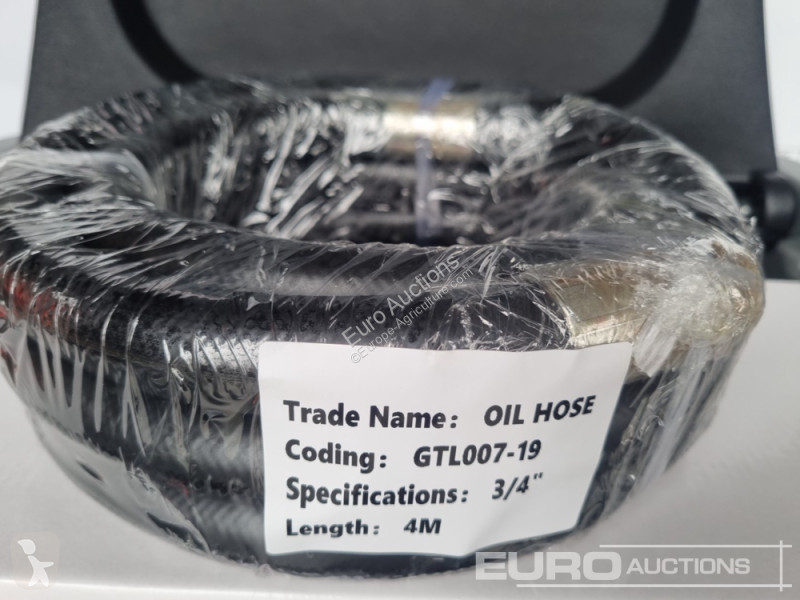 Euro Auctions
©Europe-Agriculture.com
Trade Name: OIL HOSE
Coding: GTL007-19
Specifications: 3/4"
Length: 4M
EURO AUCTIONS